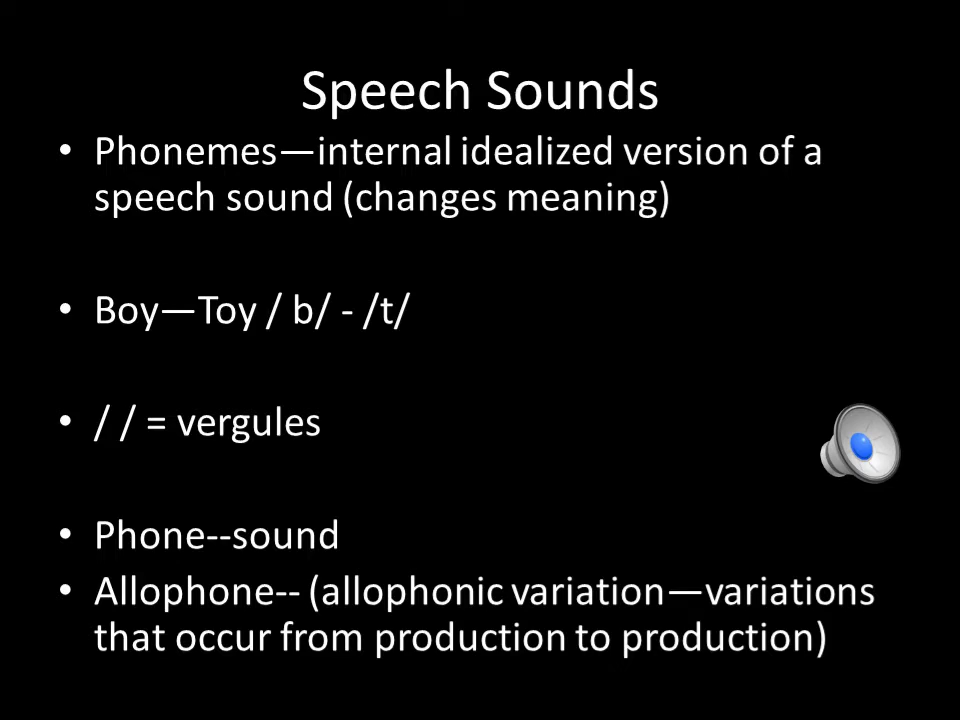 Speech Sounds
• Phonemes—internal idealized version of a
speech sound (changes meaning)
• Boy—Toy / b/ - /t/
• / / = vergules
• Phone--sound
• Allophone-- (allophonic variation—variations
that occur from production to production)